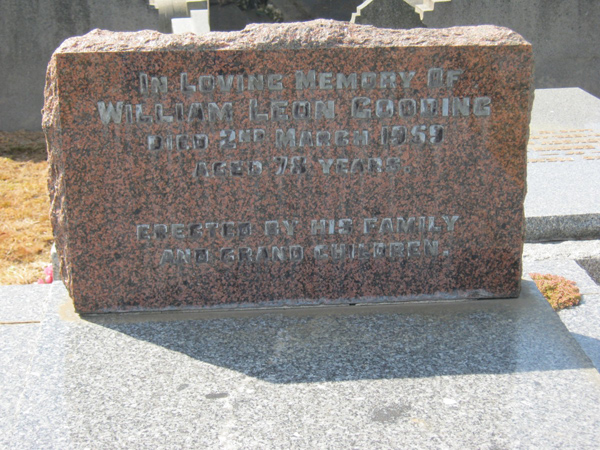 In Loving Memory Of
William Leon Gooding
Died 2nd March 1959
Aged 78 Years.
Erected by his family
and grand children.